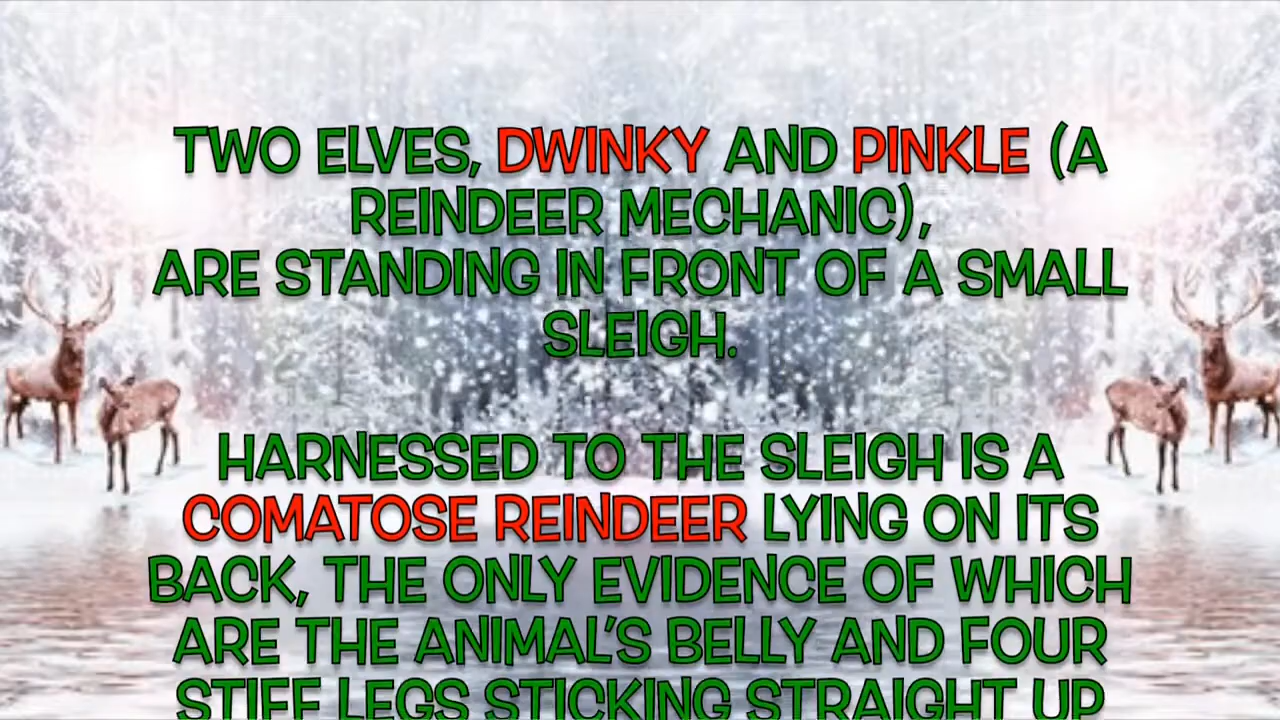 TWO ELVES, DWINKY AND PINKLE (A
REINDEER MECHANIC),
ARE STANDING IN FRONT OF A SMALL
SLEIGH.
HARNESSED TO THE SLEIGH IS A
COMATOSE REINDEER LYING ON ITS
BACK, THE ONLY EVIDENCE OF WHICH
ARE THE ANIMAL'S BELLY AND FOUR
STIFF LEGS STICKING STRAIGHT UP